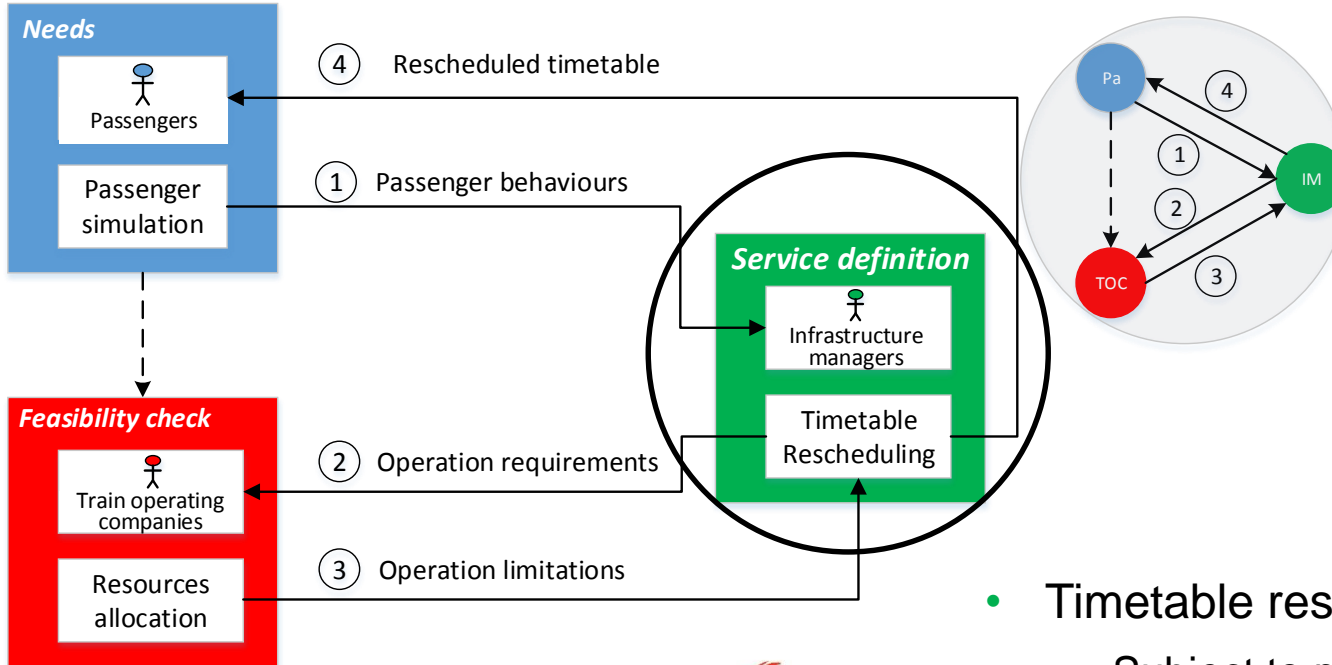 Needs
Passengers
Passenger
simulation
4 Rescheduled timetable
1 Passenger behaviours
Service definition
Infrastructure
managers
Timetable
Rescheduling
Feasibility check
Train operating
companies
Resources
allocation
2 Operation requirements
3 Operation limitations
Pa
4
1
IM
2
TOC
3
• Timetable res